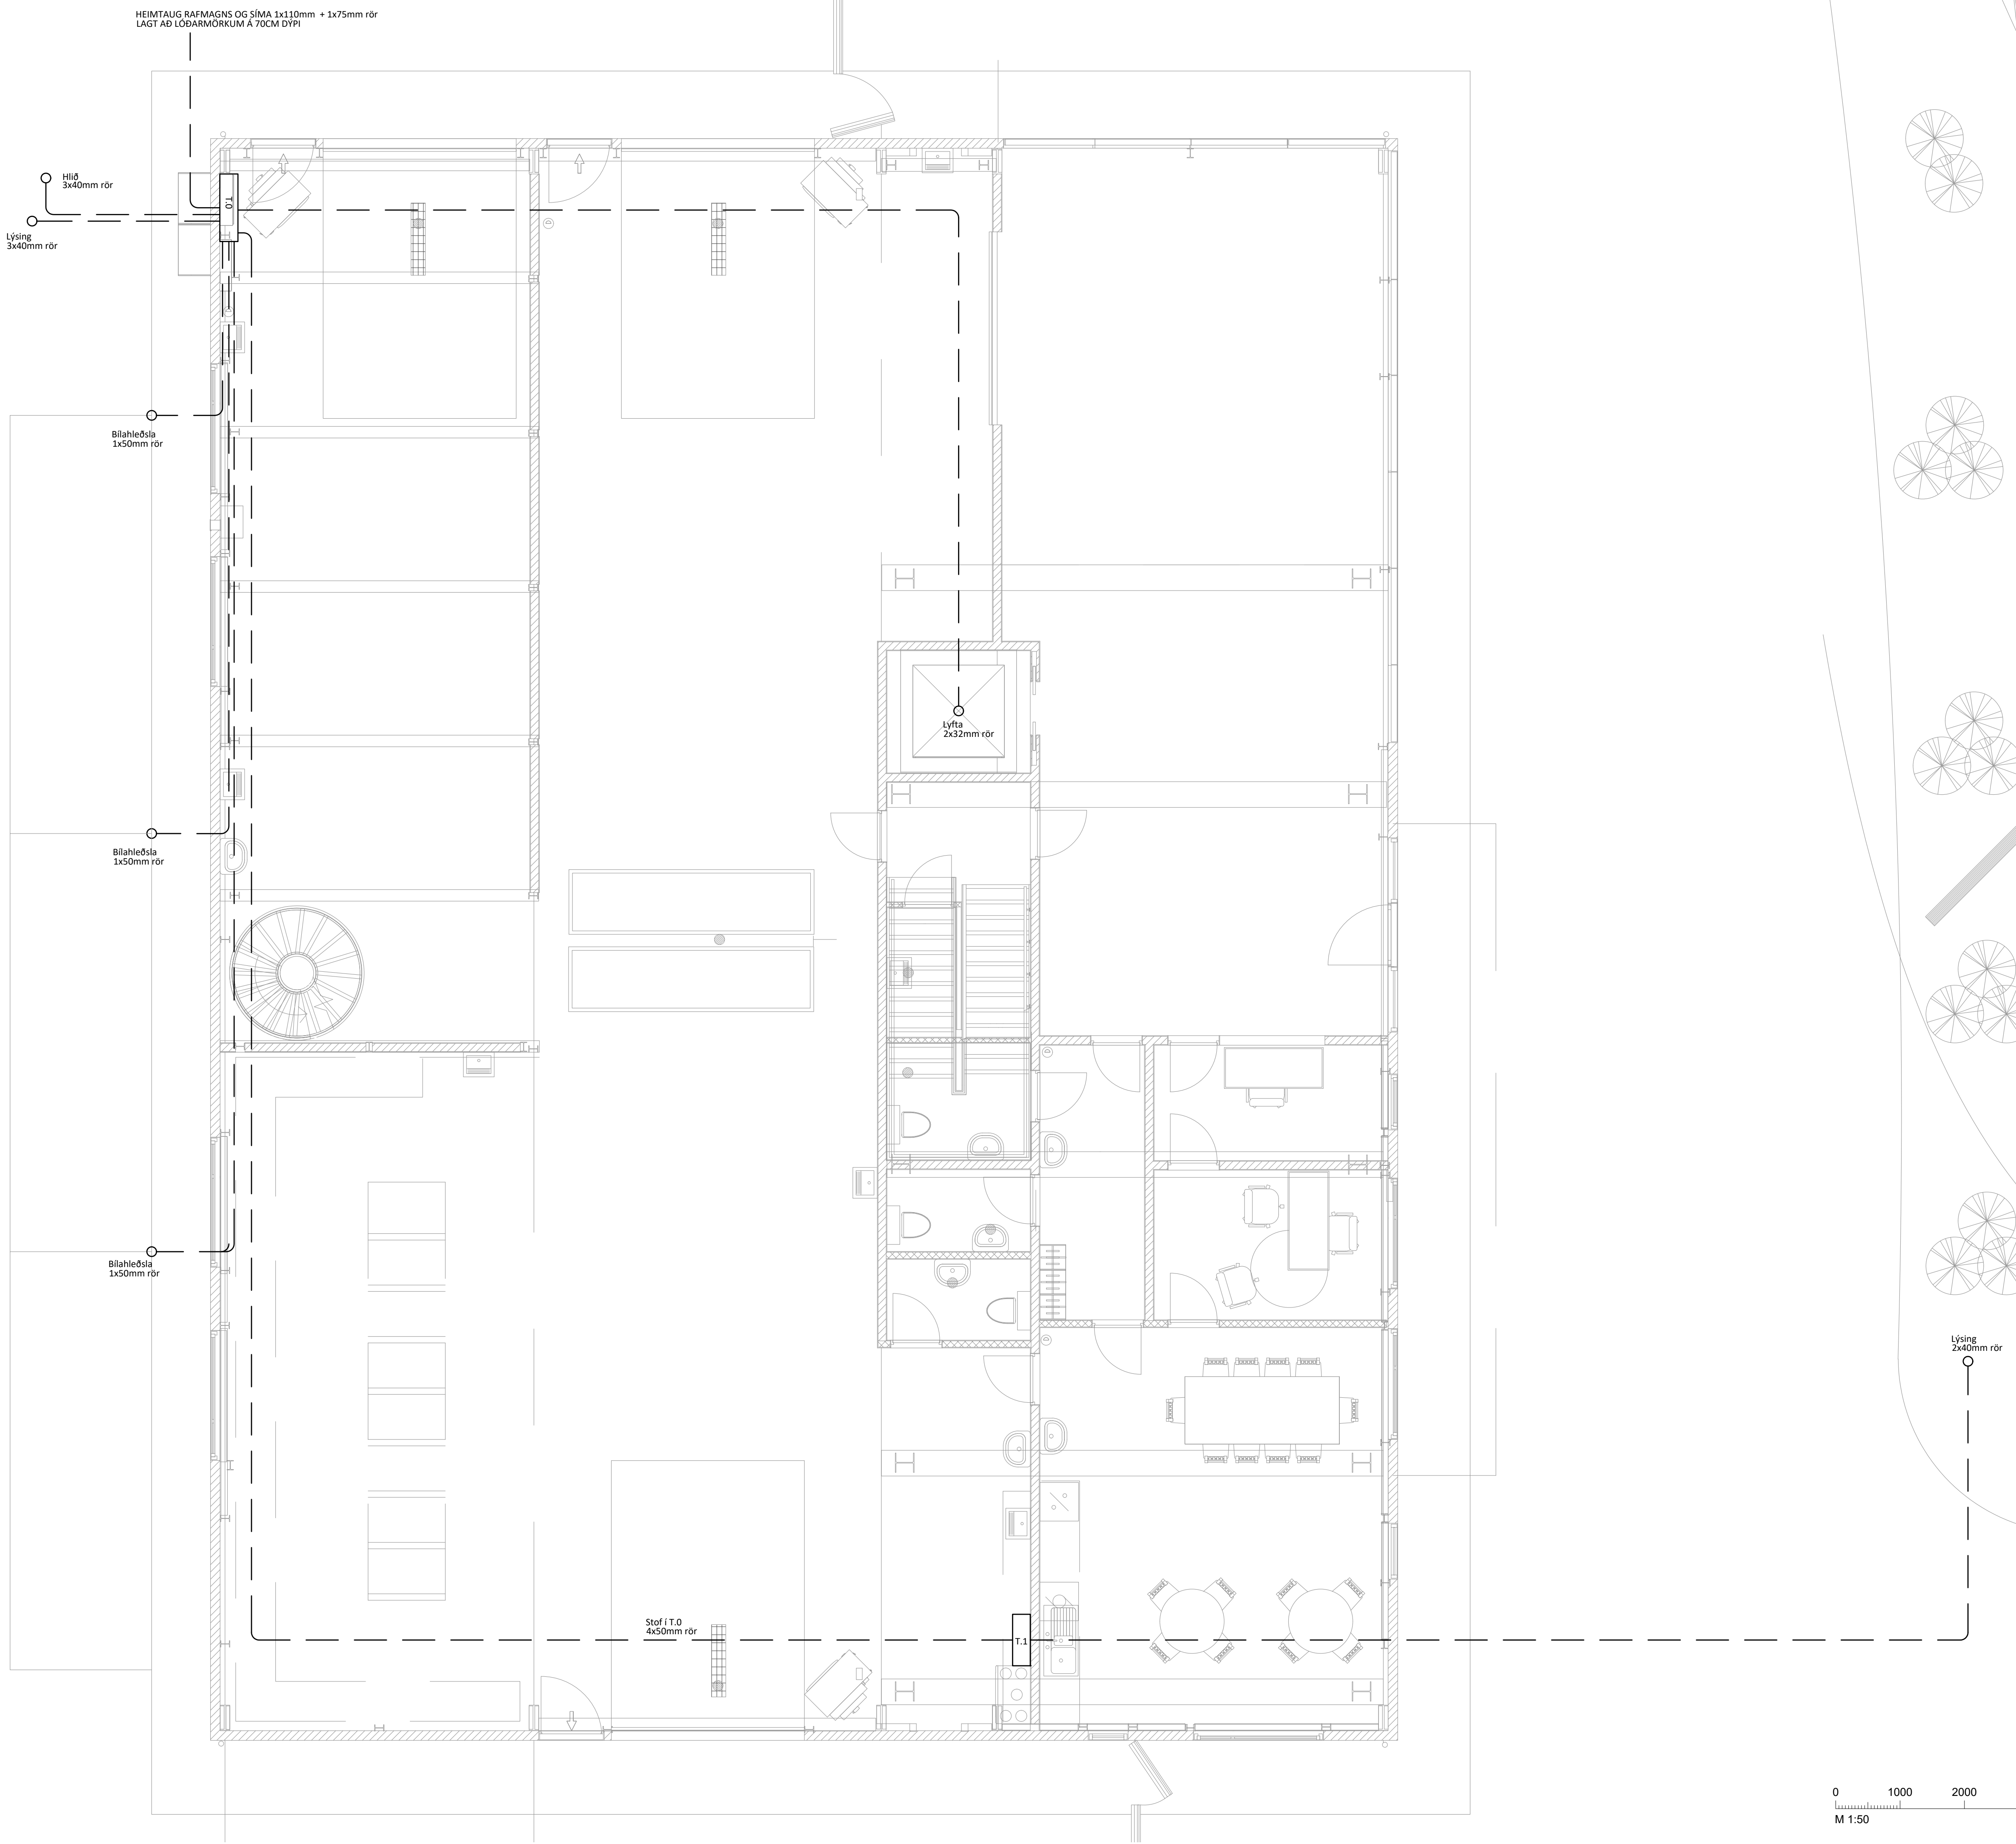 HEIMTAUG RAFMAGNS OG SÍMA 1x110mm + 1x75mm rör
LAGT AÐ LÓÐARMÖRKUM Á 70CM DÝPI
Hlið
3x40mm rör
T.0
Lýsing
3x40mm rör
Bílahleðsla
1x50mm rör
Lyfta
2x32mm rör
Bílahleðsla
1x50mm rör
Bílahleðsla
1x50mm rör
Lýsing
2x40mm rör
Stof í T.0
4x50mm rör
T.1
0 1000 2000
M 1:50